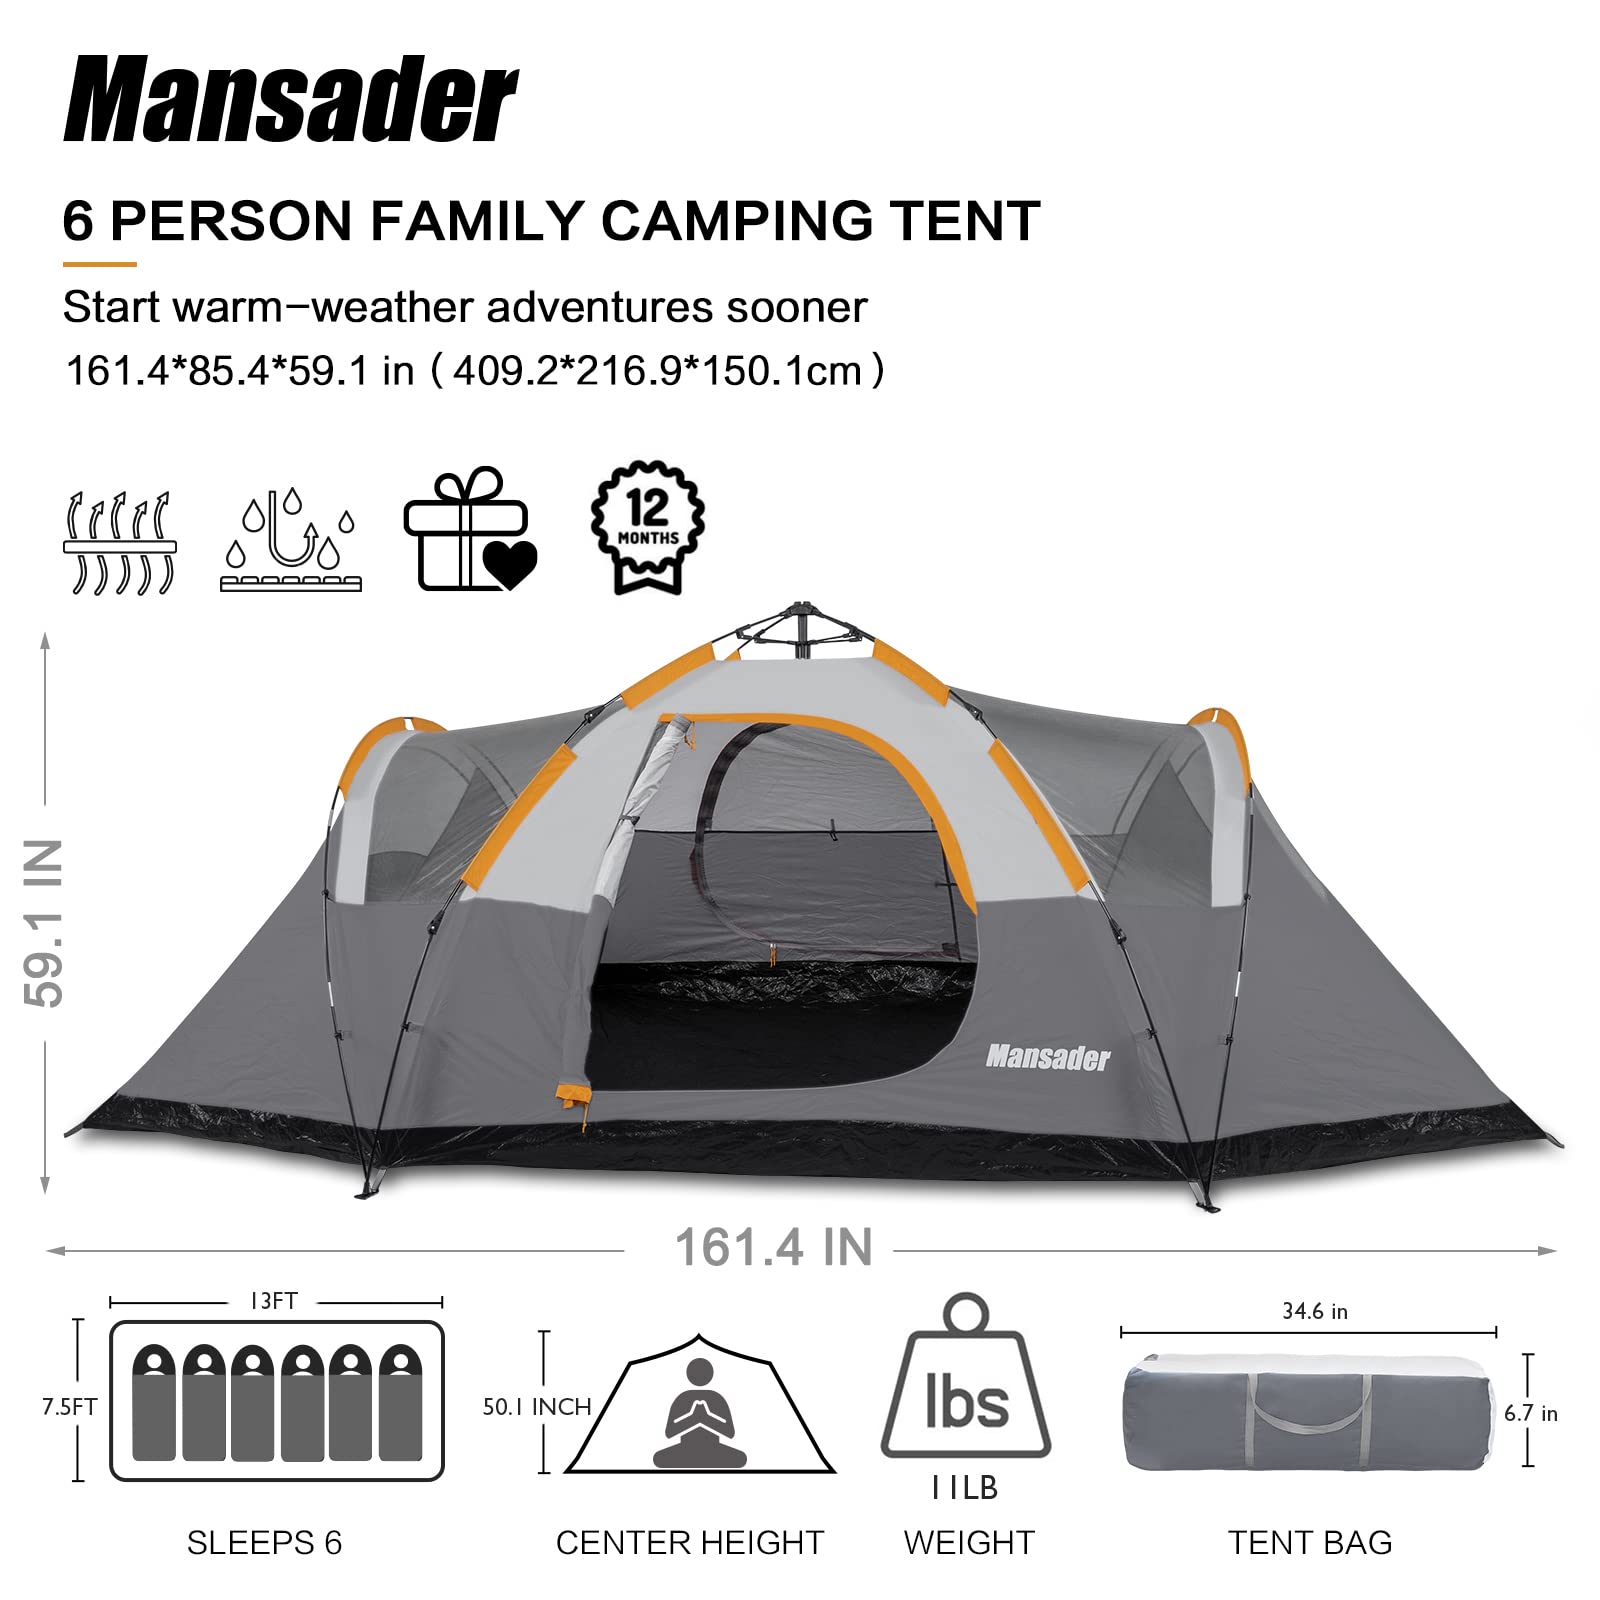 Mansader
6 PERSON FAMILY CAMPING TENT
Start warm-weather adventures sooner
161.4*85.4*59.1 in ( 409.2*216.9*150.1cm )
12
MONTHS
59.1 IN
Mansader
161.4 IN
13FT
7.5FT
SLEEPS 6
50.1 INCH
CENTER HEIGHT
lbs
11LB
WEIGHT
34.6 in
6.7 in
TENT BAG